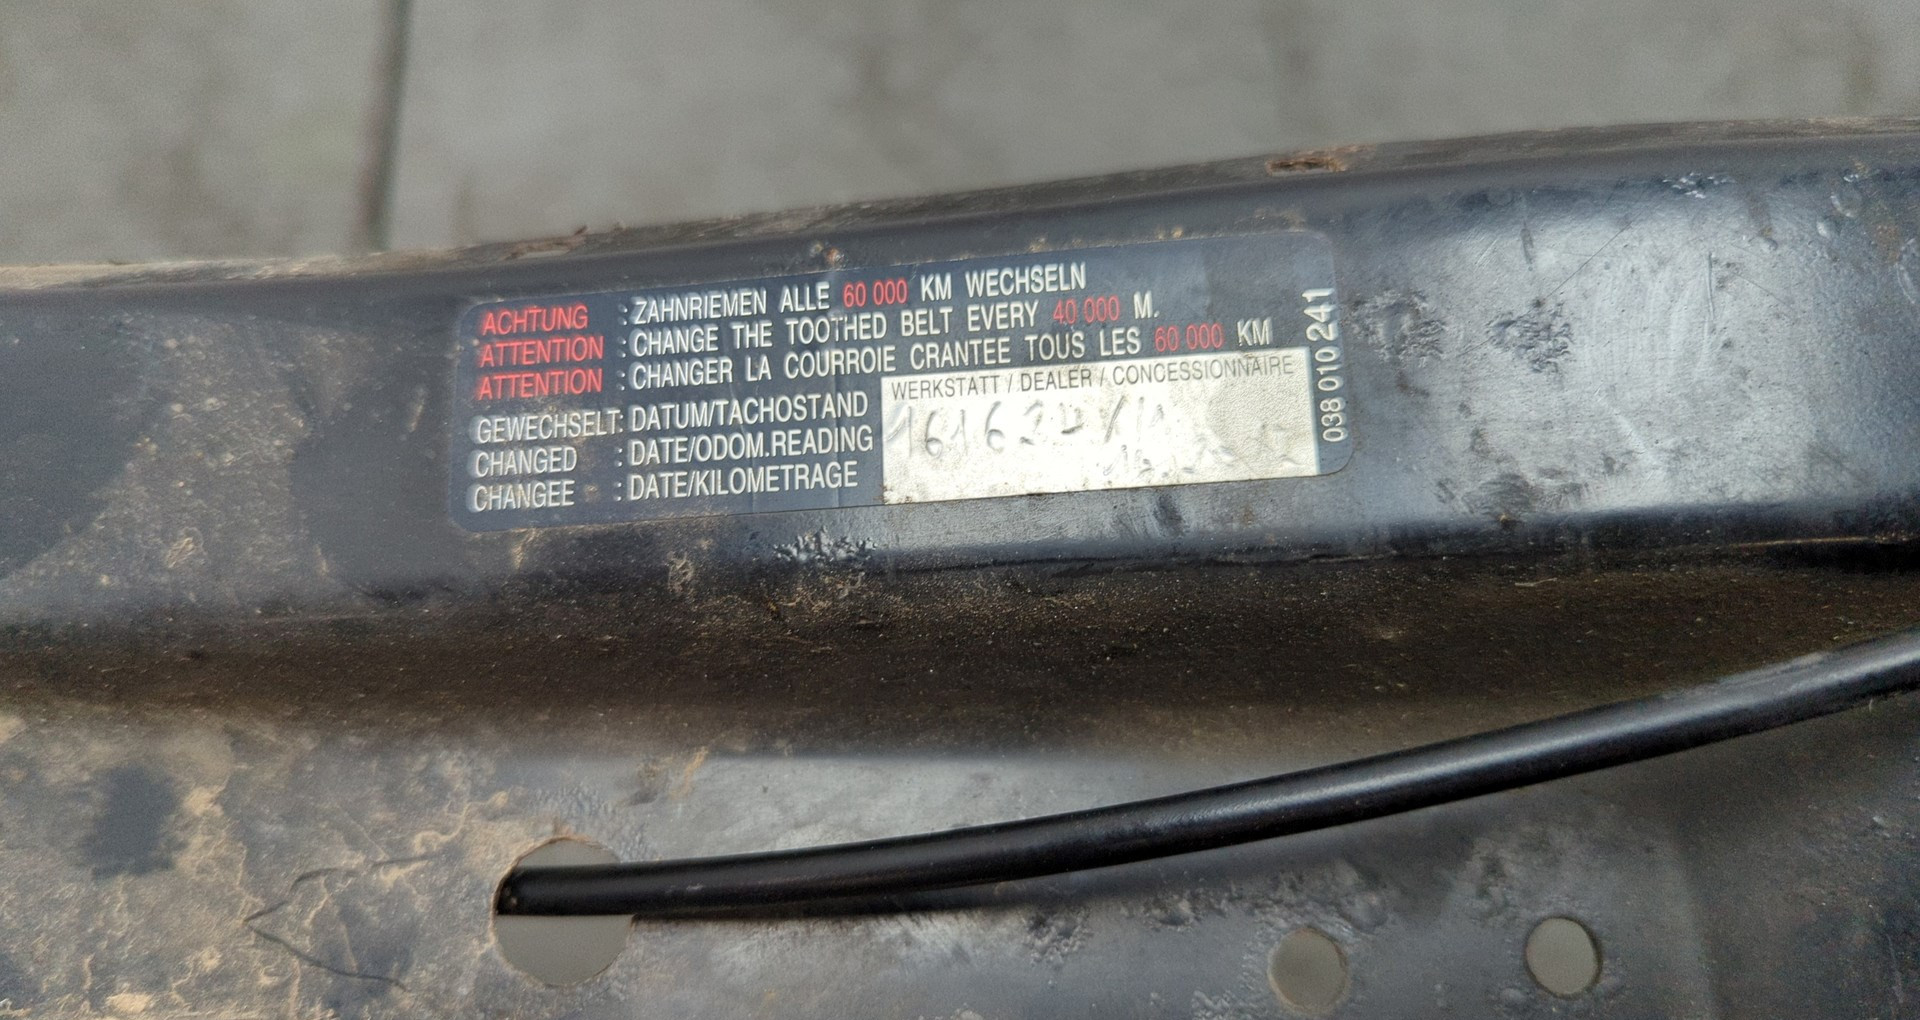 ACHTUNG : ZAHNRIEMEN ALLE 60 000 KM WECHSELN
ATTENTION : CHANGE THE TOOTHED BELT EVERY 40 000 M.
ATTENTION : CHANGER LA COURROIE CRANTEE TOUS LES 60 000 KM
WERKSTATT / DEALER / CONCESSIONNAIRE
GEWECHSELT: DATUM/TACHOSTAND
CHANGED : DATE/ODOM.READING
CHANGEE : DATE/KILOMETRAGE
038 010 241